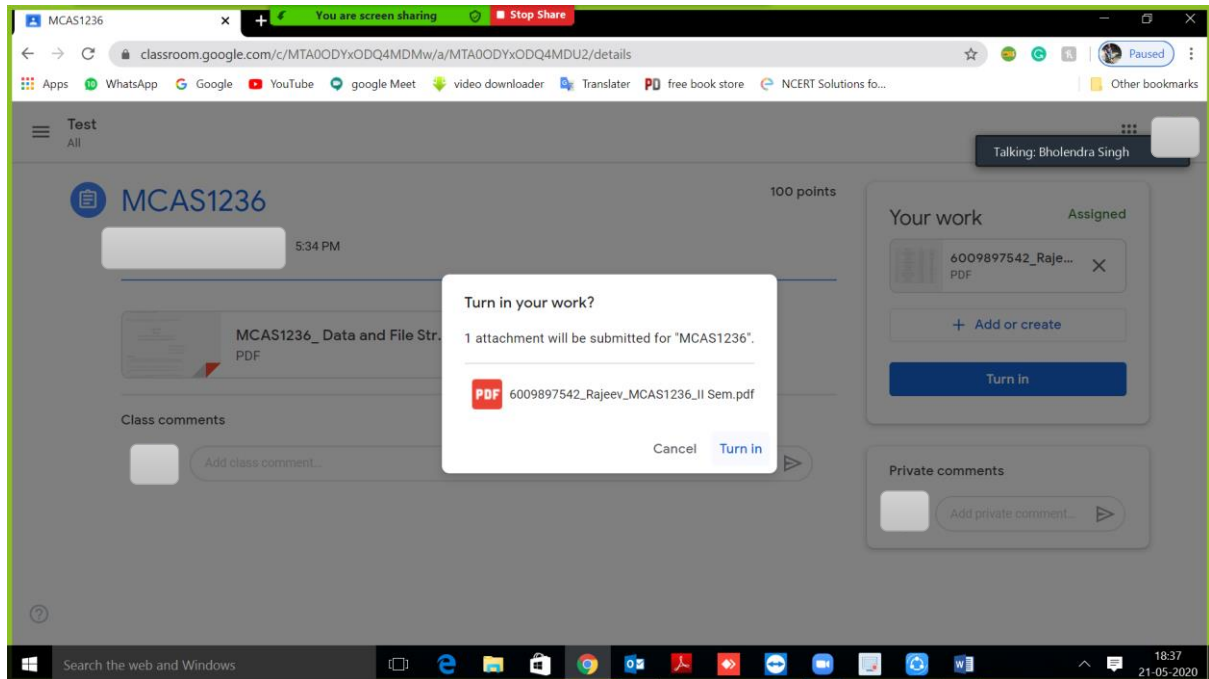 MCAS1236
You are screen sharing
Stop Share
classroom.google.com/c/MTA0ODYxODQ4MDMw/a/MTA0ODYxODQ4MDU2/details
Paused
Apps WhatsApp Google YouTube google Meet video downloader Translater PD free book store NCERT Solutions fo... Other bookmarks
Test
All
Talking: Bholendra Singh
MCAS1236
100 points
5:34 PM
MCAS1236_ Data and File Str...
PDF
Class comments
Add class comment...
Your work Assigned
6009897542_Raje...
PDF
+ Add or create
Turn in
Private comments
Add private comment...
Turn in your work?
1 attachment will be submitted for "MCAS1236".
PDF 6009897542_Rajeev_MCAS1236_II Sem.pdf
Cancel Turn in
Search the web and Windows
18:37
21-05-2020